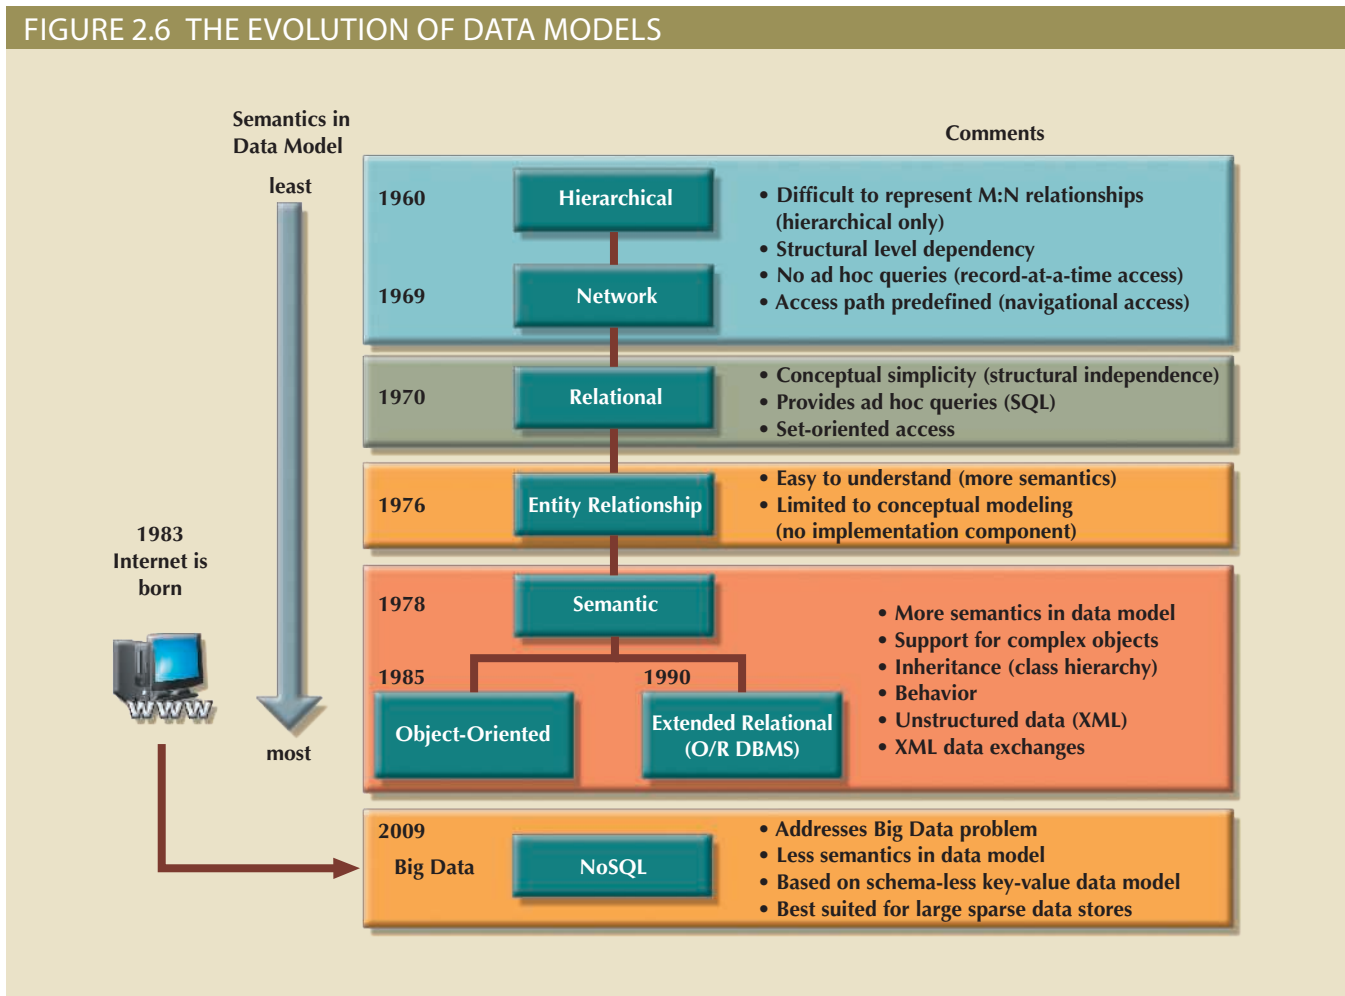 FIGURE 2.6 THE EVOLUTION OF DATA MODELS
Semantics in
Data Model
least
most
Comments
1960
Hierarchical
1969
Network
• Difficult to represent M:N relationships
(hierarchical only)
• Structural level dependency
• No ad hoc queries (record-at-a-time access)
• Access path predefined (navigational access)
1970
Relational
• Conceptual simplicity (structural independence)
• Provides ad hoc queries (SQL)
• Set-oriented access
1976
Entity Relationship
• Easy to understand (more semantics)
• Limited to conceptual modeling
(no implementation component)
1983
Internet is
born
WWW
1978
Semantic
1985
Object-Oriented
1990
Extended Relational
(O/R DBMS)
• More semantics in data model
• Support for complex objects
• Inheritance (class hierarchy)
• Behavior
• Unstructured data (XML)
• XML data exchanges
2009
Big Data
NoSQL
• Addresses Big Data problem
• Less semantics in data model
• Based on schema-less key-value data model
• Best suited for large sparse data stores